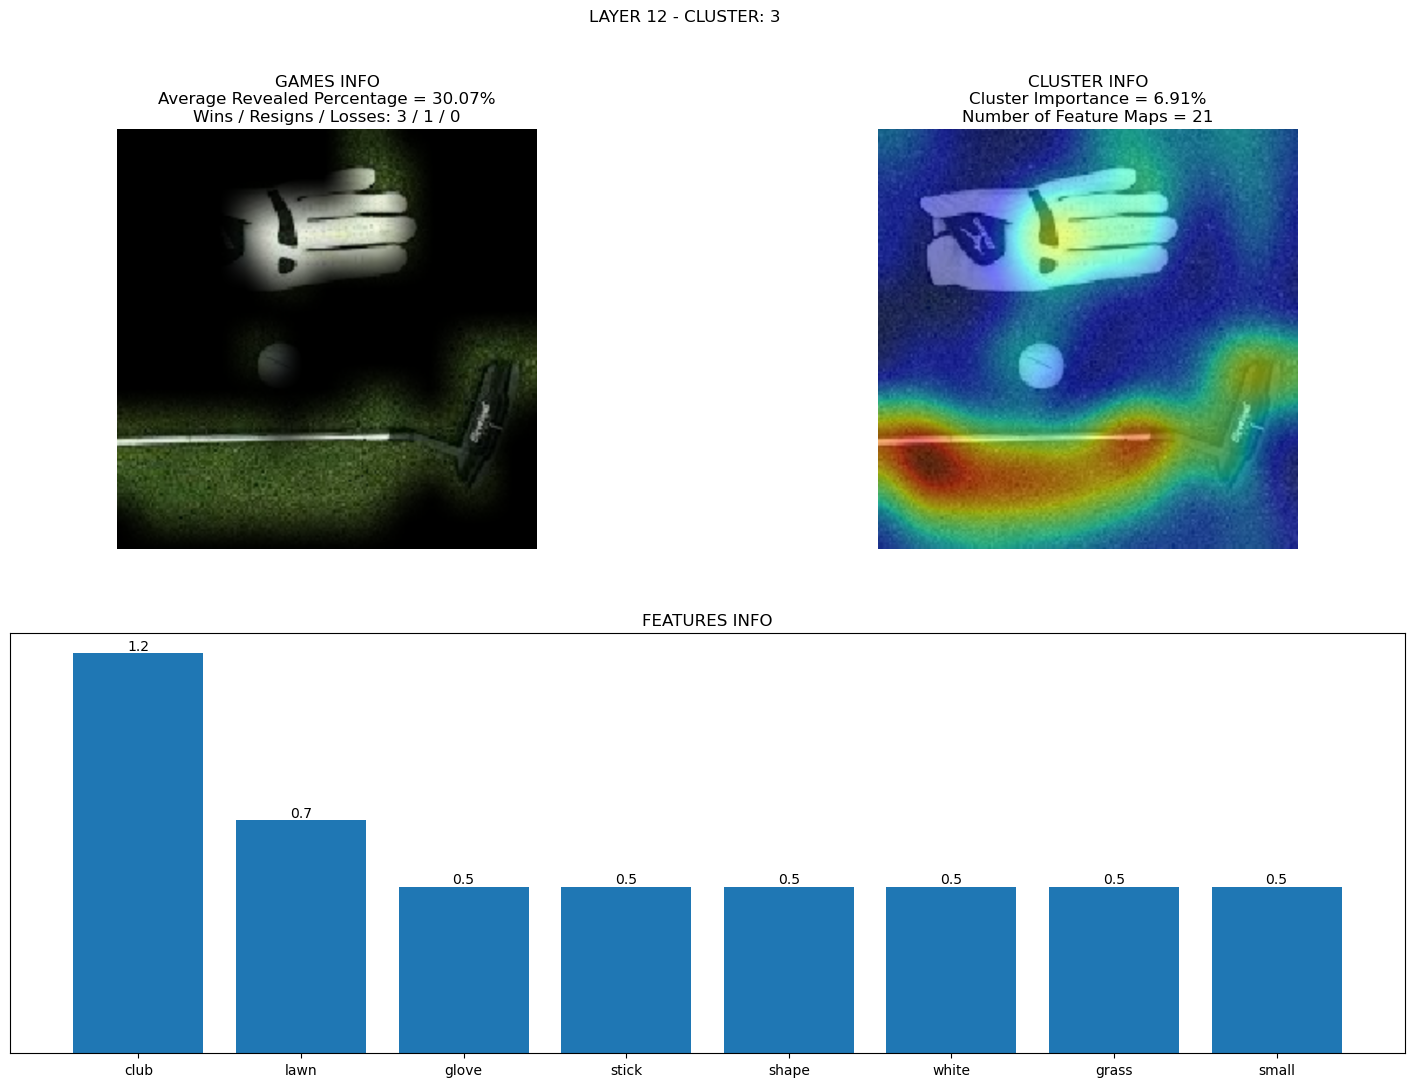 LAYER 12 - CLUSTER: 3
GAMES INFO
Average Revealed Percentage = 30.07%
Wins / Resigns / Losses: 3 / 1 / 0
CLUSTER INFO
Cluster Importance = 6.91%
Number of Feature Maps = 21
FEATURES INFO
1.2
0.7
0.5
0.5
0.5
0.5
0.5
0.5
club
lawn
glove
stick
shape
white
grass
small